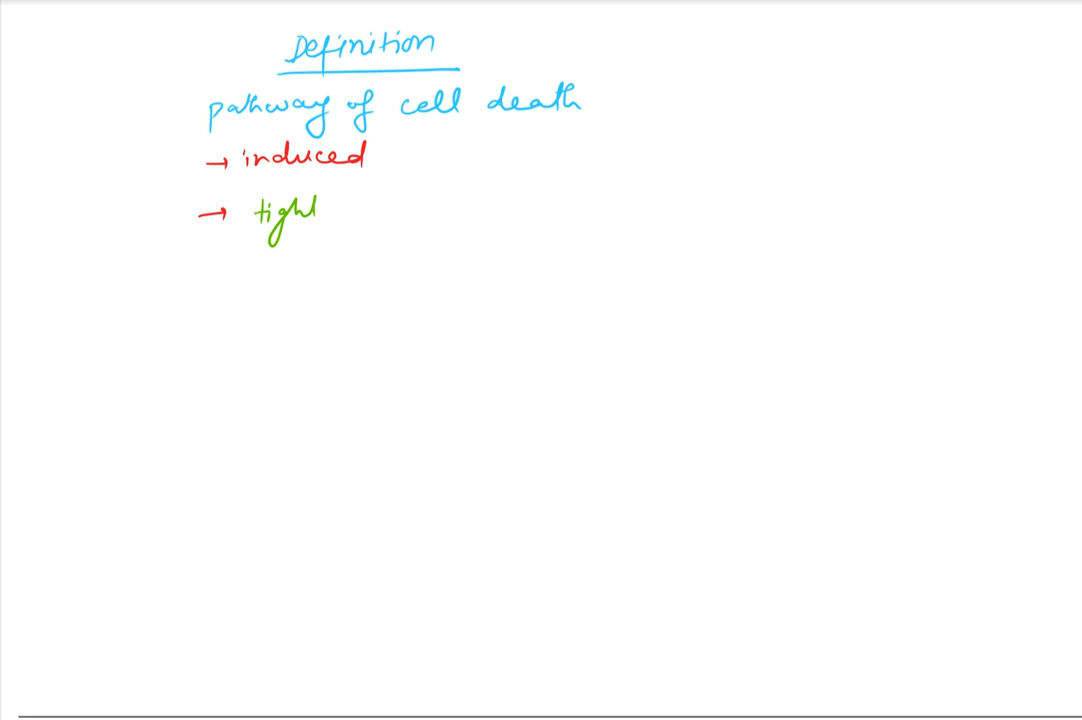 Definition
pathway of cell death
→ induced
→ tight